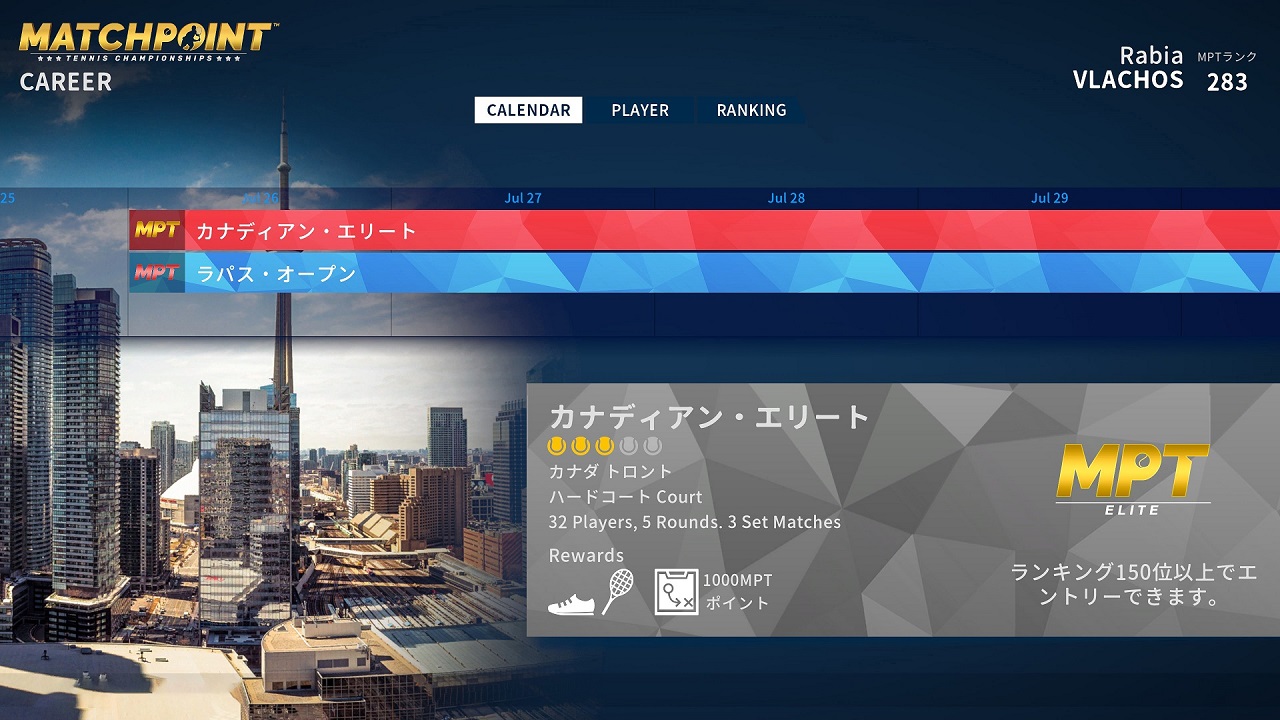 MATCHPOINT™
★★★ TENNIS CHAMPIONSHIPS ★★★
CAREER
Rabia
VLACHOS
MPTランク
283
CALENDAR PLAYER RANKING
25 Jul 26 Jul 27 Jul 28 Jul 29
MPT カナディアン・エリート
MPT ラパス・オープン
カナディアン・エリート
カナダ トロント
ハードコート Court
32 Players, 5 Rounds. 3 Set Matches
Rewards
1000MPT
ポイント
MPT
ELITE
ランキング150位以上でエ
ントリーできます。